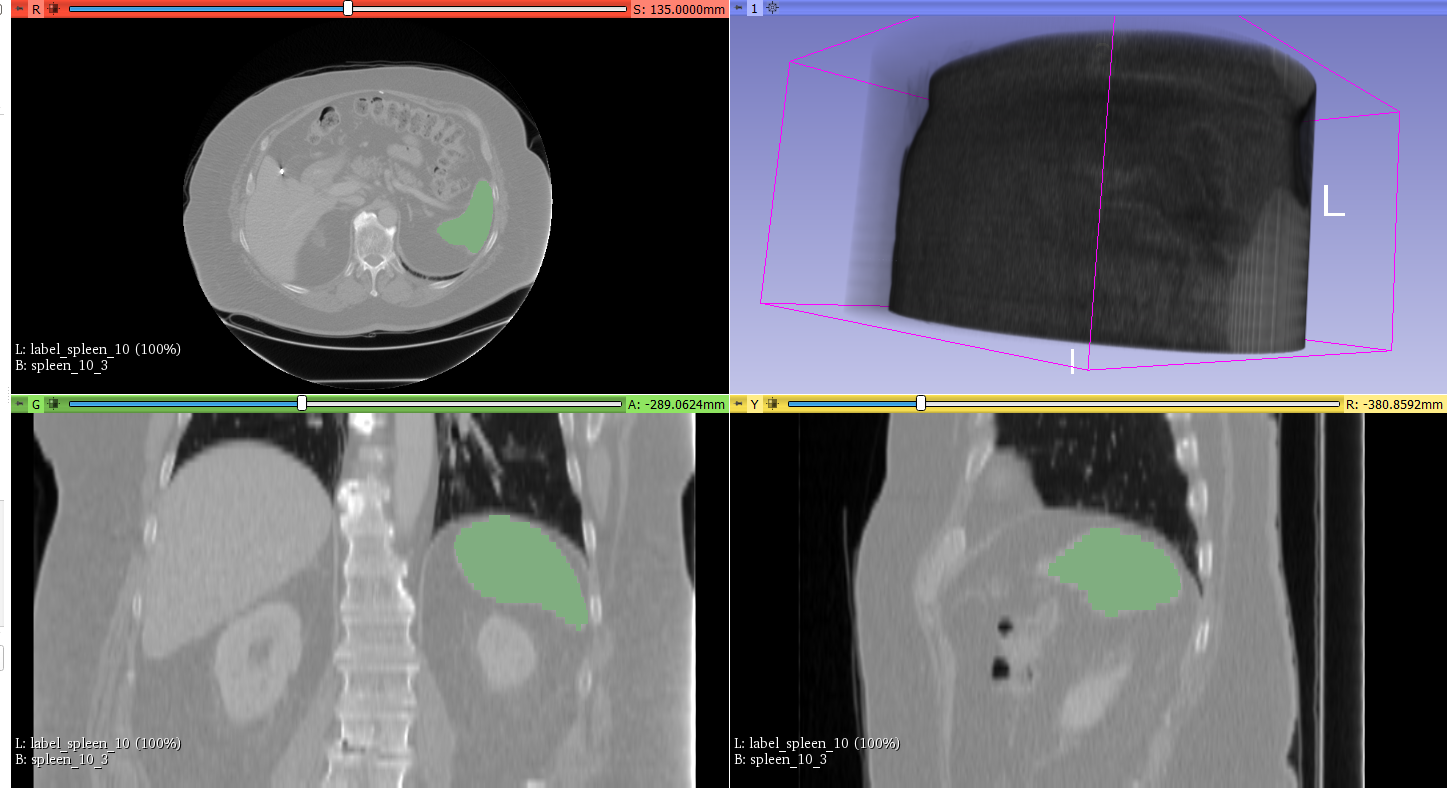 R S: 135.0000mm
1
L
I
L: label_spleen_10 (100%)
B: spleen_10_3
G A: -289.0624mm
Y R: -380.8592mm
L: label_spleen_10 (100%)
B: spleen_10_3
L: label_spleen_10 (100%)
B: spleen_10_3